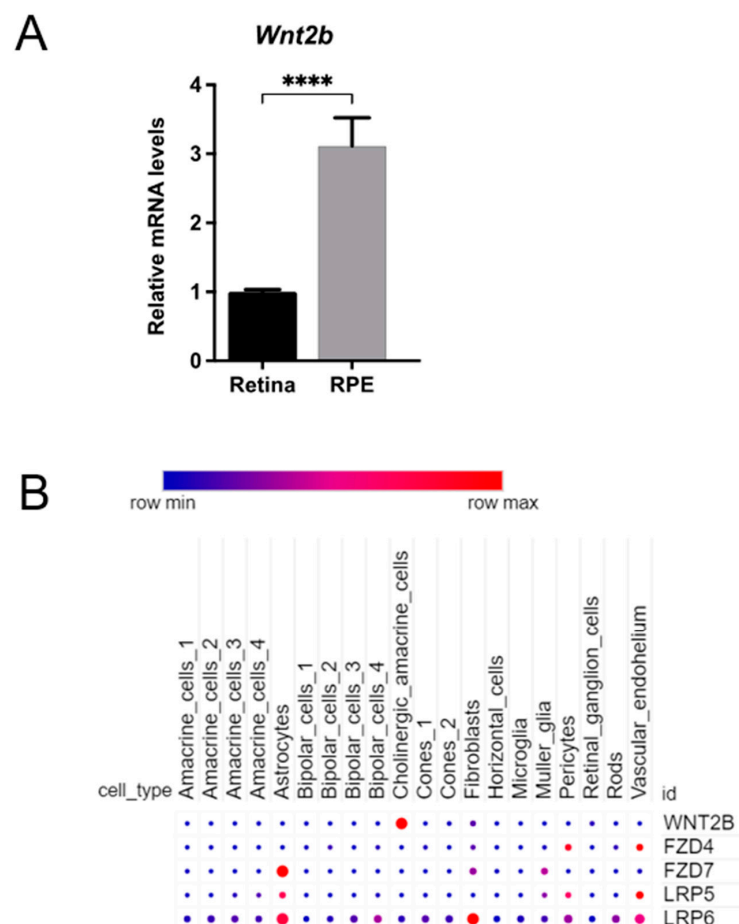 A
Wnt2b
****
Relative mRNA levels
4
3
2
1
0
Retina RPE
B
row min row max
cell_type
Amacrine_cells_1
Amacrine_cells_2
Amacrine_cells_3
Amacrine_cells_4
Astrocytes
Bipolar_cells_1
Bipolar_cells_2
Bipolar_cells_3
Bipolar_cells_4
Cholinergic_amacrine_cells
Cones_1
Cones_2
Fibroblasts
Horizontal_cells
Microglia
Muller_glia
Pericytes
Retinal_ganglion_cells
Rods
Vascular_endohelium
id
WNT2B
FZD4
FZD7
LRP5
LRP6